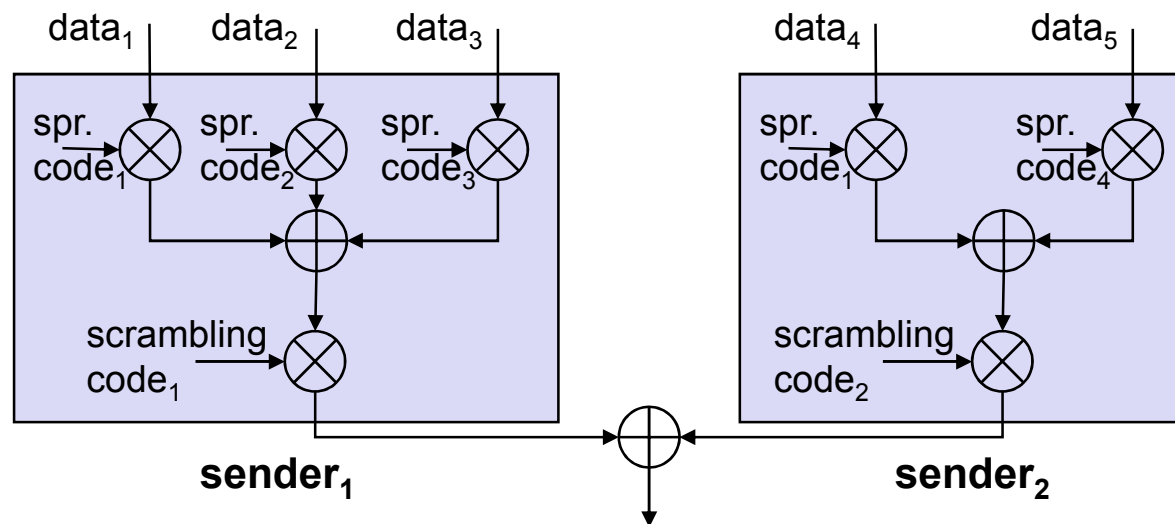 data₁ data₂ data₃ data₄ data₅
spr. spr. spr. spr. spr.
code₁ code₂ code₃ code₁ code₄
scrambling scrambling
code₁ code₂
sender₁ sender₂